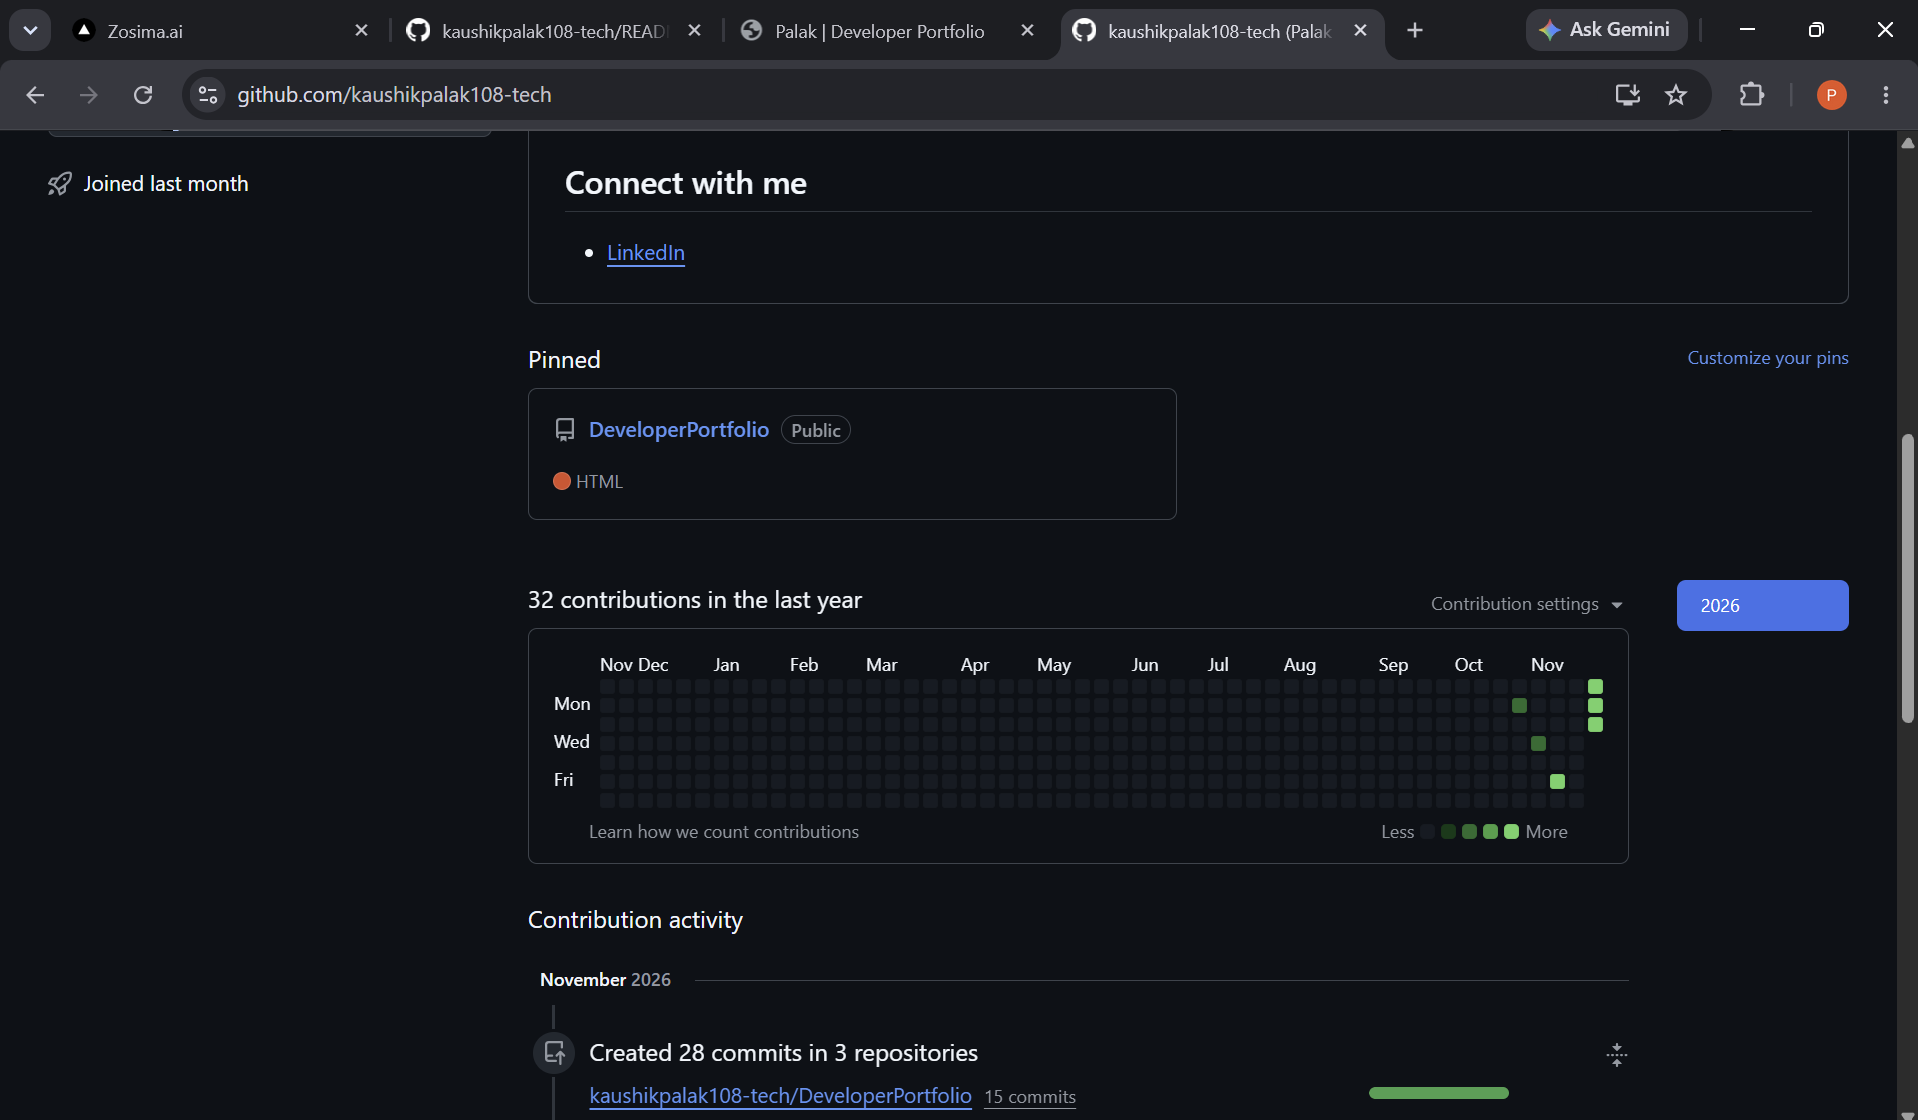 Zosima.ai
kaushikpalak108-tech/READ
Palak | Developer Portfolio
kaushikpalak108-tech (Palak
Ask Gemini
github.com/kaushikpalak108-tech
P
Joined last month
Connect with me
LinkedIn
Pinned
Customize your pins
DeveloperPortfolio Public
HTML
32 contributions in the last year
Contribution settings
2026
Nov Dec Jan Feb Mar Apr May Jun Jul Aug Sep Oct Nov
Mon
Wed
Fri
Learn how we count contributions
Less More
Contribution activity
November 2026
Created 28 commits in 3 repositories
kaushikpalak108-tech/DeveloperPortfolio 15 commits